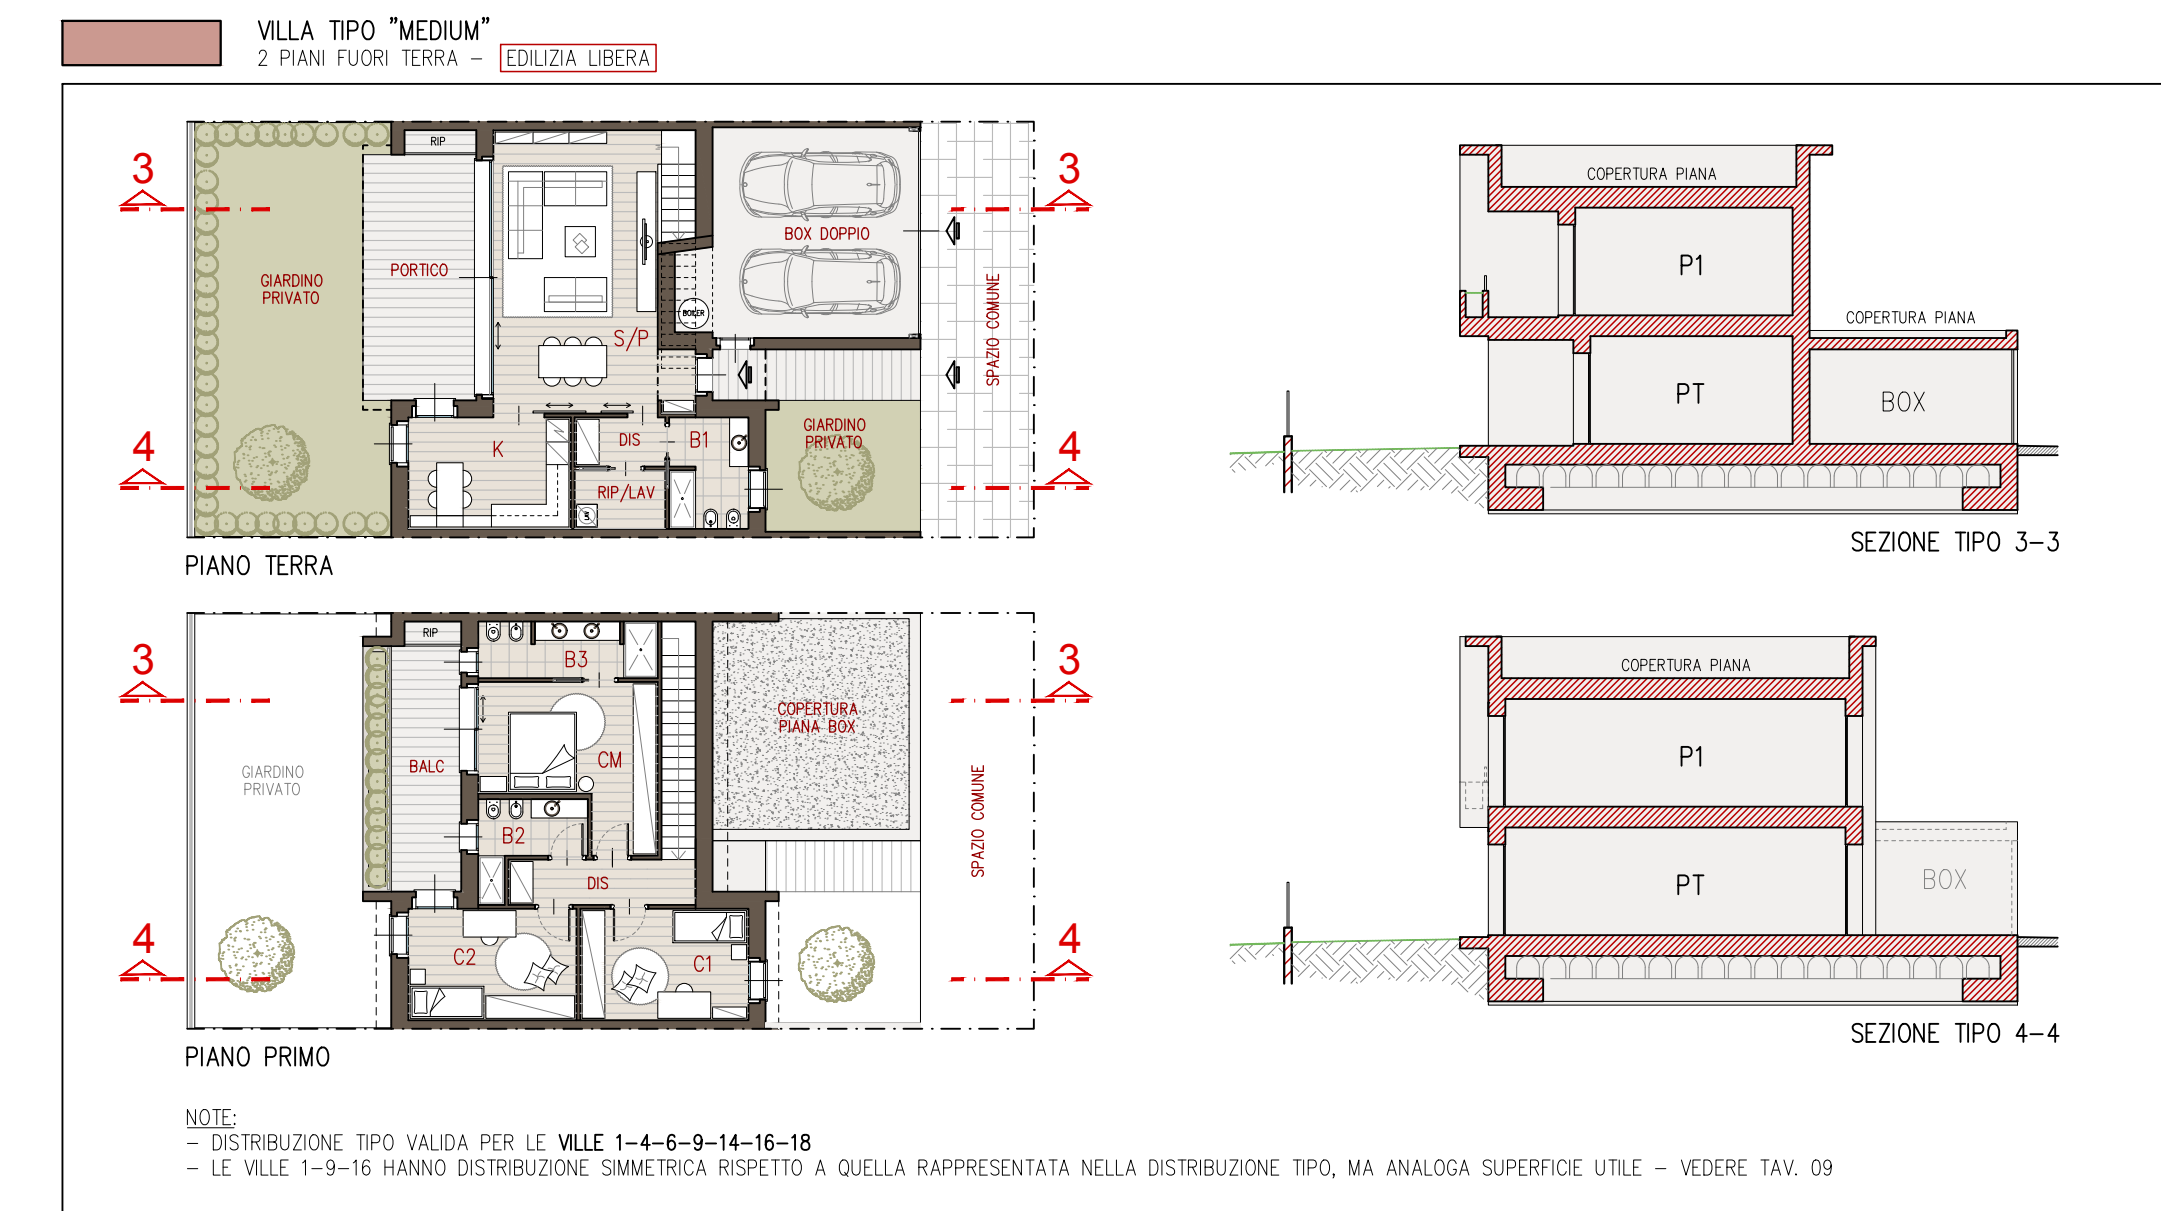 VILLA TIPO "MEDIUM"
2 PIANI FUORI TERRA – EDILIZIA LIBERA
3
3
RIP
BOX DOPPIO
PORTICO
GIARDINO
PRIVATO
BOILER
S/P
SPAZIO COMUNE
GIARDINO
PRIVATO
4
4
K
DIS
B1
RIP/LAV
PIANO TERRA
COPERTURA PIANA
P1
COPERTURA PIANA
PT
BOX
SEZIONE TIPO 3–3
3
3
RIP
B3
COPERTURA
PIANA BOX
CM
BALC
GIARDINO
PRIVATO
SPAZIO COMUNE
B2
DIS
4
4
C2
C1
PIANO PRIMO
COPERTURA PIANA
P1
PT
BOX
SEZIONE TIPO 4–4
NOTE:
– DISTRIBUZIONE TIPO VALIDA PER LE VILLE 1–4–6–9–14–16–18
– LE VILLE 1–9–16 HANNO DISTRIBUZIONE SIMMETRICA RISPETTO A QUELLA RAPPRESENTATA NELLA DISTRIBUZIONE TIPO, MA ANALOGA SUPERFICIE UTILE – VEDERE TAV. 09